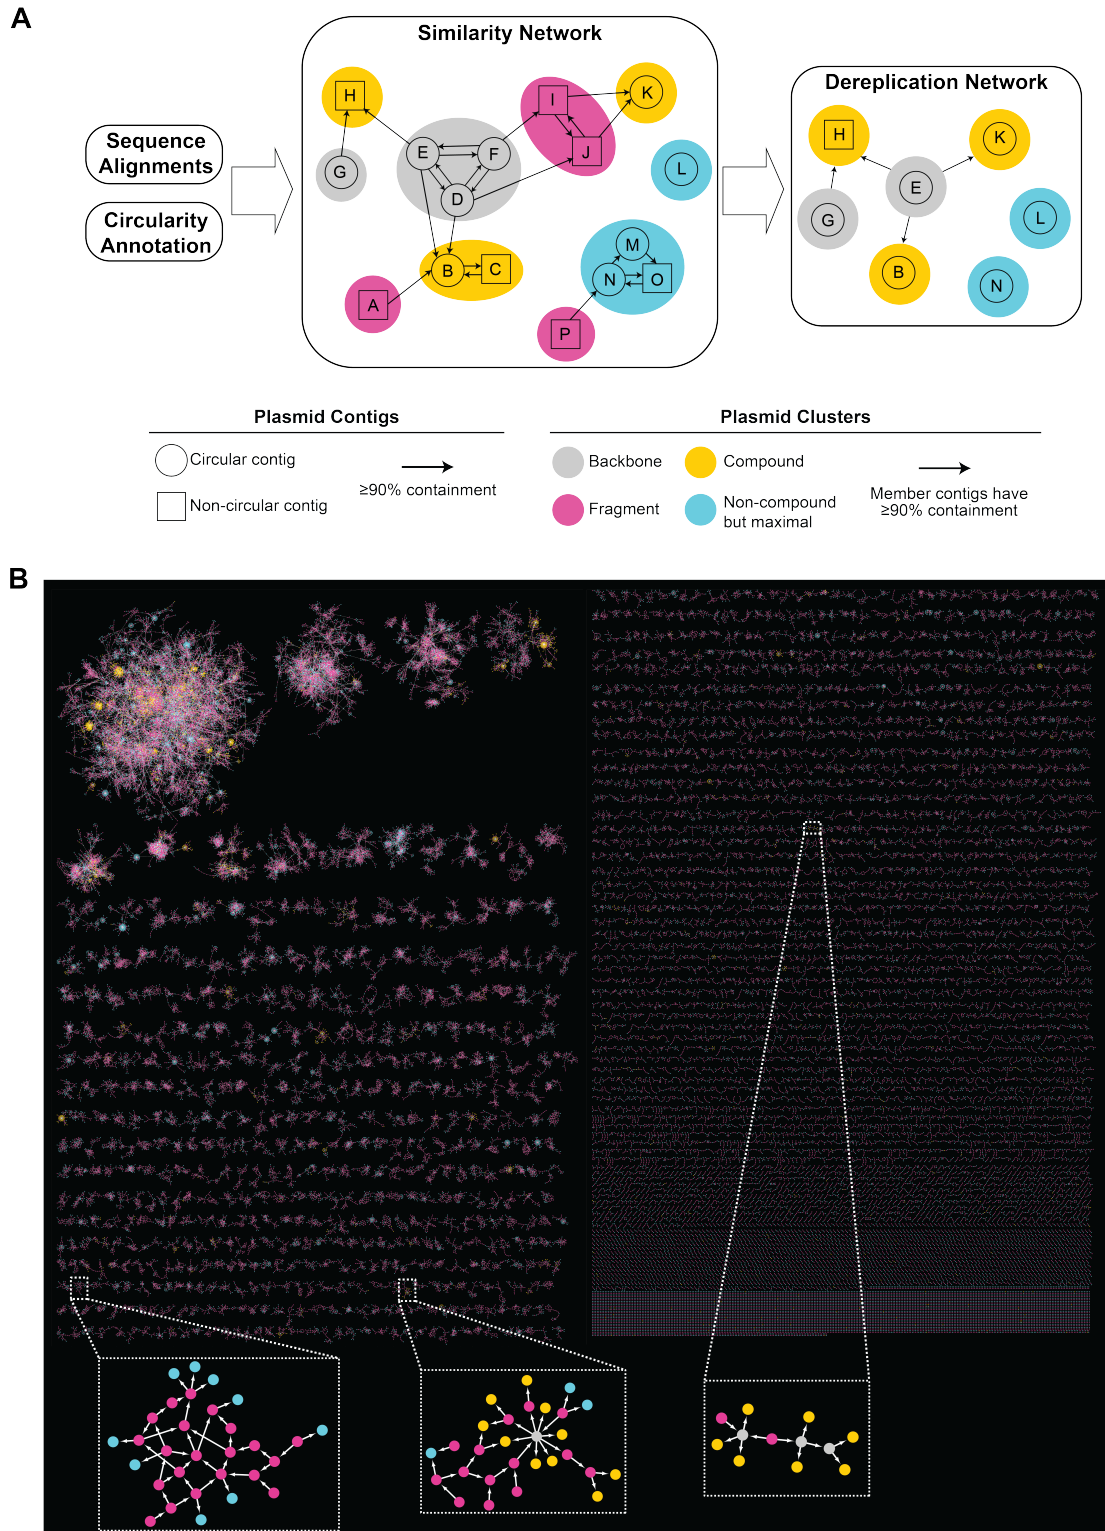 A
Similarity Network
Dereplication Network
Sequence
Alignments
Circularity
Annotation
H
I
K
G
E
F
J
L
D
M
B
C
N
O
A
P
H
K
E
G
L
B
N
Plasmid Contigs
Circular contig
Non-circular contig
≥90% containment
Plasmid Clusters
Backbone
Compound
Fragment
Non-compound
but maximal
Member contigs have
≥90% containment
B